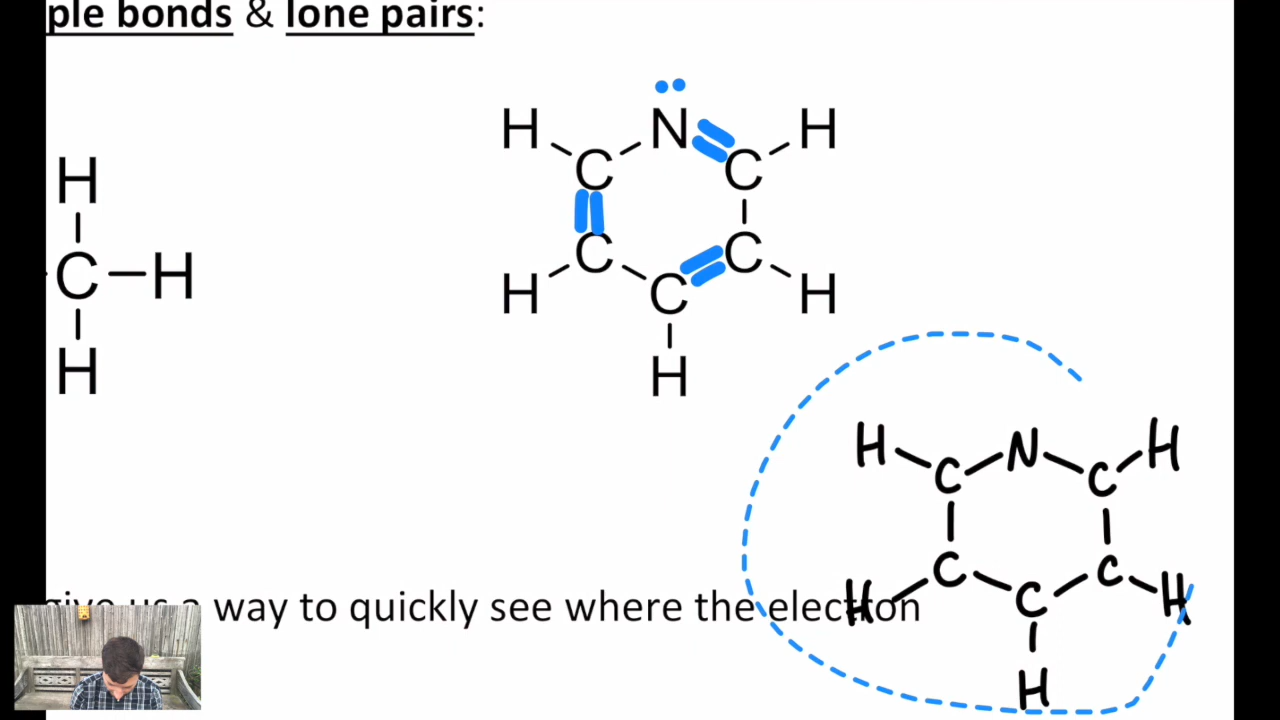 ple bonds & lone pairs:
H N H
C C
H
C H
C C
H C H
H
H
H N H
C C
C C
give us a way to quickly see where the electron
H C H
H